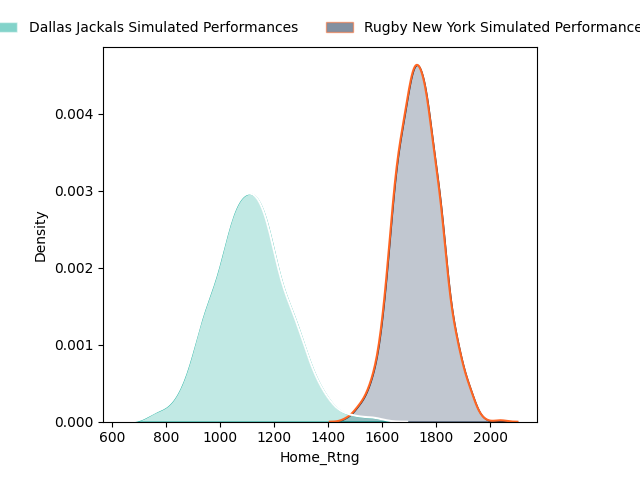 Dallas Jackals Simulated Performances Rugby New York Simulated Performance
0.004
0.003
0.002
0.001
0.000
Density
600 800 1000 1200 1400 1600 1800 2000
Home_Rtng